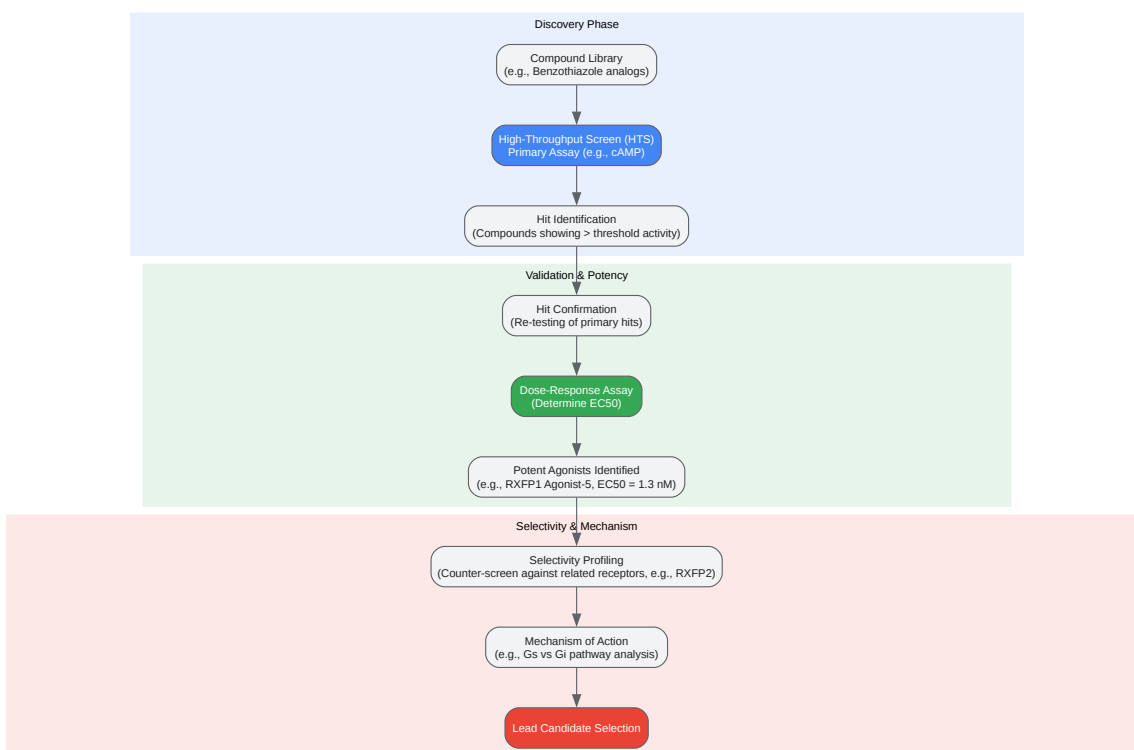 Discovery Phase
Compound Library
(e.g., Benzothiazole analogs)
High-Throughput Screen (HTS)
Primary Assay (e.g., cAMP)
Hit Identification
(Compounds showing > threshold activity)
Validation & Potency
Hit Confirmation
(Re-testing of primary hits)
Dose-Response Assay
(Determine EC50)
Potent Agonists Identified
(e.g., RXFP1 Agonist-5, EC50 = 1.3 nM)
Selectivity & Mechanism
Selectivity Profiling
(Counter-screen against related receptors, e.g., RXFP2)
Mechanism of Action
(e.g., Gs vs Gi pathway analysis)
Lead Candidate Selection